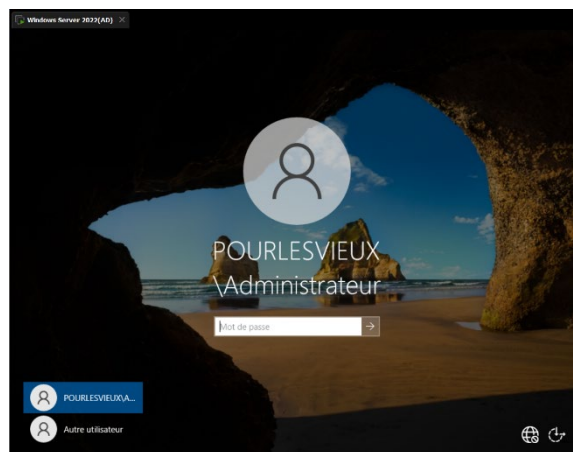 Windows Server 2022(AD)
POURLESVIEUX
\Administrateur
Mot de passe
POURLESVIEUX\A...
Autre utilisateur